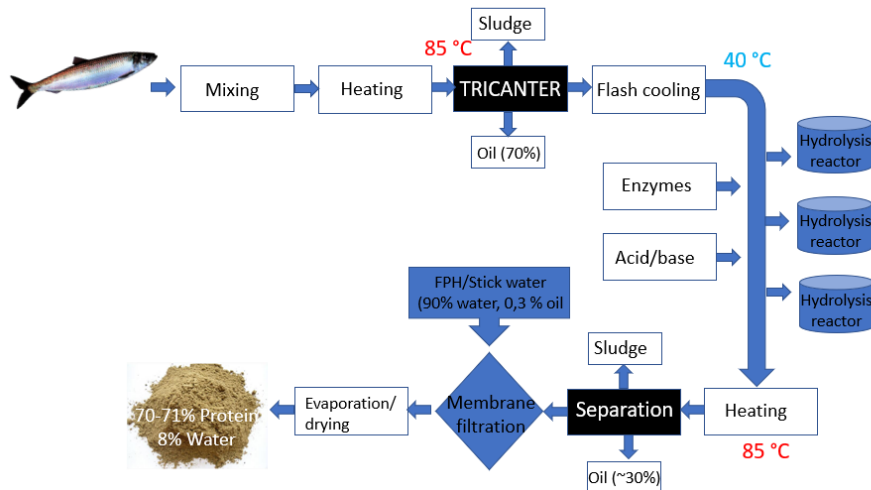 Sludge
85 °C
40 °C
Mixing
Heating
TRICANTER
Flash cooling
Oil (70%)
Hydrolysis
reactor
Enzymes
Hydrolysis
reactor
Acid/base
Hydrolysis
reactor
FPH/Stick water
(90% water, 0,3 % oil
Sludge
70-71% Protein
8% Water
Evaporation/
drying
Membrane
filtration
Separation
Heating
85 °C
Oil (~30%)